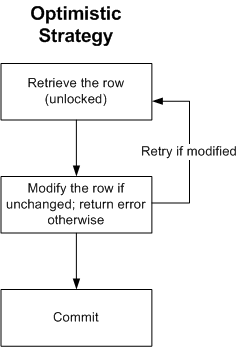 Optimistic
Strategy
Retrieve the row
(unlocked)
Retry if modified
Modify the row if
unchanged; return error
otherwise
Commit